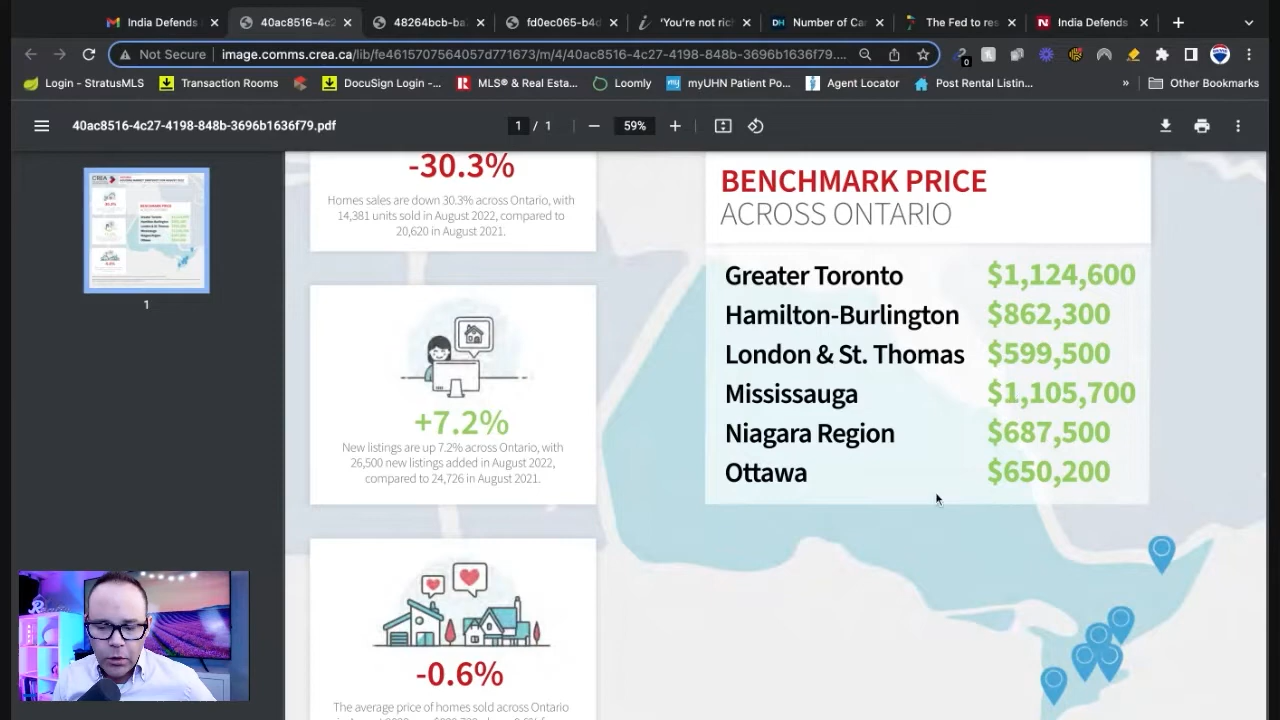 India Defends
40ac8516-4c2
48264bcb-ba
fd0ec065-b4d
'You're not ric
Number of Ca
The Fed to res
India Defends
Not Secure
image.comms.crea.ca/lib/fe4615707564057d771673/m/4/40ac8516-4c27-4198-848b-3696b1636f79....
0
Login - StratusMLS
Transaction Rooms
DocuSign Login -...
MLS® & Real Esta...
Loomly
myUHN Patient Po...
Agent Locator
Post Rental Listin...
»
Other Bookmarks
40ac8516-4c27-4198-848b-3696b1636f79.pdf
1 / 1
59%
1
-30.3%
Homes sales are down 30.3% across Ontario, with
14,381 units sold in August 2022, compared to
20,620 in August 2021.
+7.2%
New listings are up 7.2% across Ontario, with
26,500 new listings added in August 2022,
compared to 24,726 in August 2021.
-0.6%
The average price of homes sold across Ontario
BENCHMARK PRICE
ACROSS ONTARIO
Greater Toronto $1,124,600
Hamilton-Burlington $862,300
London & St. Thomas $599,500
Mississauga $1,105,700
Niagara Region $687,500
Ottawa $650,200